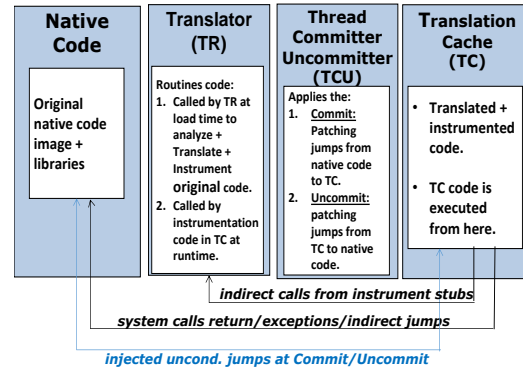 Native
Code
Original
native code
image +
libraries
Translator
(TR)
Routines code:
1. Called by TR at
load time to
analyze +
Translate +
Instrument
original code.
2. Called by
instrumentation
code in TC at
runtime.
Thread
Committer
Uncommitter
(TCU)
Applies the:
1. Commit:
Patching
jumps from
native code
to TC.
2. Uncommit:
patching
jumps from
TC to native
code.
Translation
Cache
(TC)
• Translated +
instrumented
code.
• TC code is
executed
from here.
indirect calls from instrument stubs
system calls return/exceptions/indirect jumps
injected uncond. jumps at Commit/Uncommit